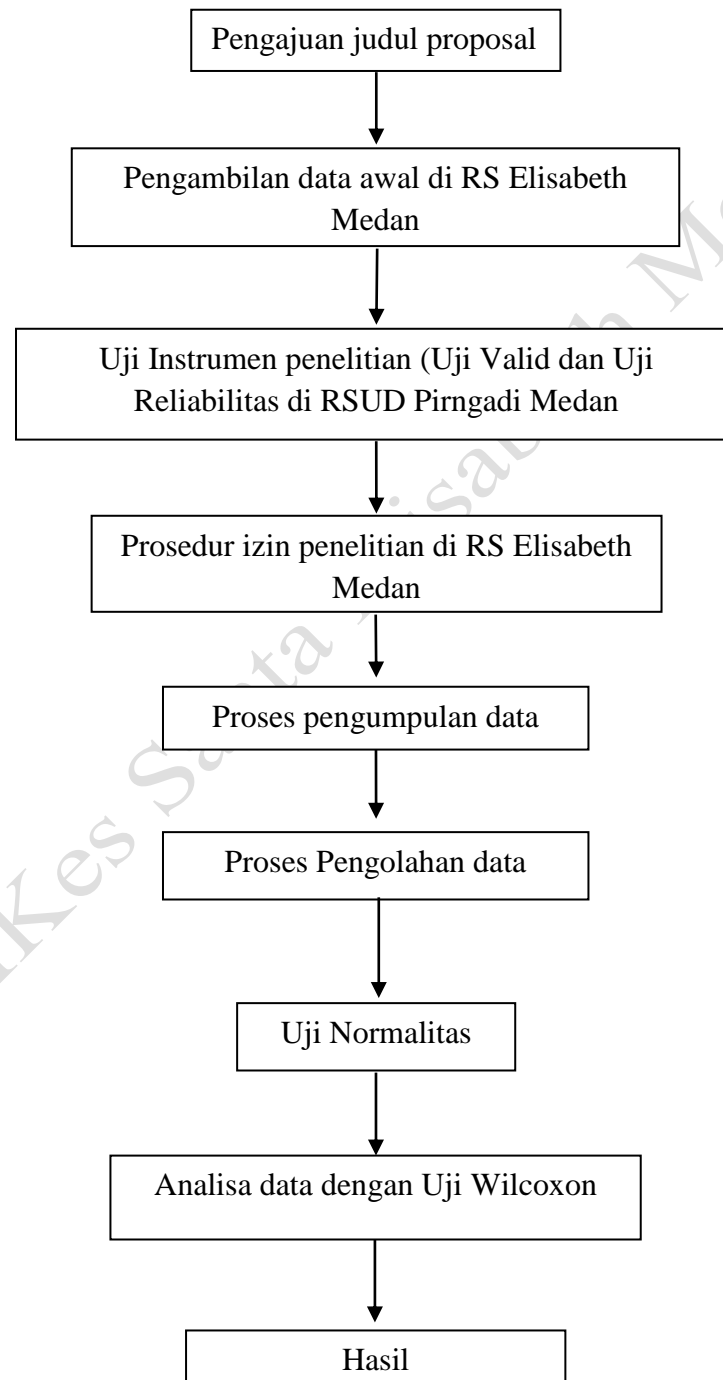 Pengajuan judul proposal
Pengambilan data awal di RS Elisabeth
Medan
Uji Instrumen penelitian (Uji Valid dan Uji
Reliabilitas di RSUD Pirngadi Medan
Prosedur izin penelitian di RS Elisabeth
Medan
Proses pengumpulan data
Proses Pengolahan data
Uji Normalitas
Analisa data dengan Uji Wilcoxon
Hasil